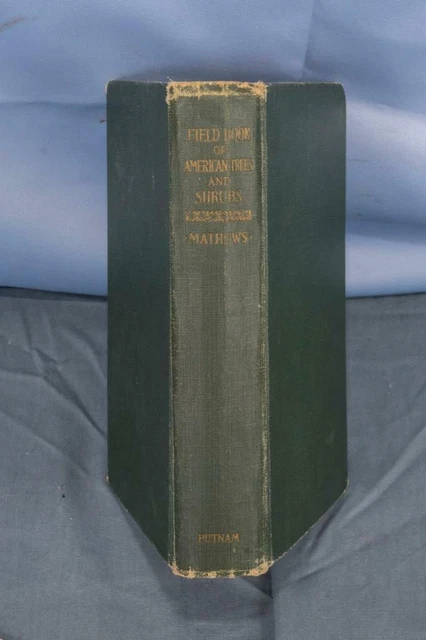 FIELD BOOK
OF
AMERICAN TREES
AND
SHRUBS
·MATHEWS·
PUTNAM